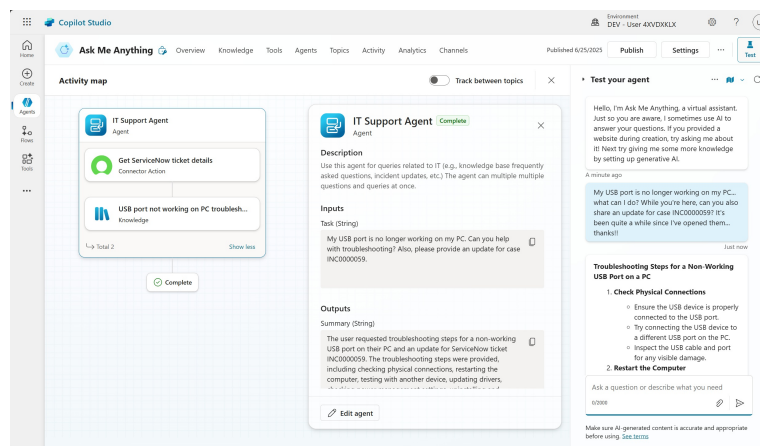 Copilot Studio
Environment
DEV - User 4XVDXKLX
?
Home
Create
Agents
Flows
Tools
Ask Me Anything
Overview
Knowledge
Tools
Agents
Topics
Activity
Analytics
Channels
Published 6/25/2025
Publish
Settings
Test
Activity map
Track between topics
IT Support Agent
Agent
Get ServiceNow ticket details
Connector Action
USB port not working on PC troublesh...
Knowledge
Total 2
Show less
Complete
IT Support Agent
Complete
Agent
Description
Use this agent for queries related to IT (e.g., knowledge base frequently
asked questions, incident updates, etc.) The agent can multiple multiple
questions and queries at once.
Inputs
Task (String)
My USB port is no longer working on my PC. Can you help
with troubleshooting? Also, please provide an update for case
INC0000059.
Outputs
Summary (String)
The user requested troubleshooting steps for a non-working
USB port on their PC and an update for ServiceNow ticket
INC0000059. The troubleshooting steps were provided,
including checking physical connections, restarting the
computer, testing with another device, updating drivers,
Edit agent
Test your agent
Hello, I'm Ask Me Anything, a virtual assistant.
Just so you are aware, I sometimes use AI to
answer your questions. If you provided a
website during creation, try asking me about
it! Next try giving me some more knowledge
by setting up generative AI.
A minute ago
My USB port is no longer working on my PC...
what can I do? While you're here, can you also
share an update for case INC0000059? It's
been quite a while since I've opened them...
thanks!!
Just now
Troubleshooting Steps for a Non-Working
USB Port on a PC
1. Check Physical Connections
Ensure the USB device is properly
connected to the USB port.
Try connecting the USB device to
a different USB port on the PC.
Inspect the USB cable and port
for any visible damage.
2. Restart the Computer
Ask a question or describe what you need
0/2000
Make sure AI-generated content is accurate and appropriate
before using. See terms